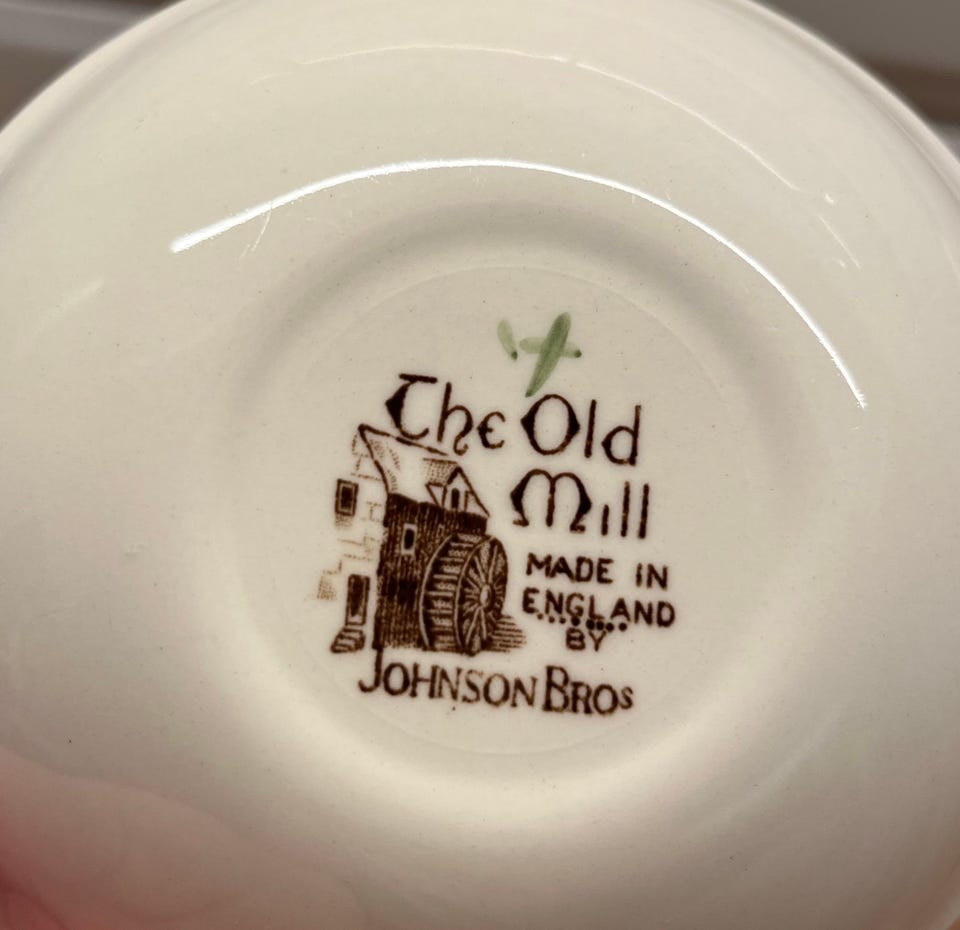 The Old
Mill
MADE IN
ENGLAND
BY
JOHNSON BROS